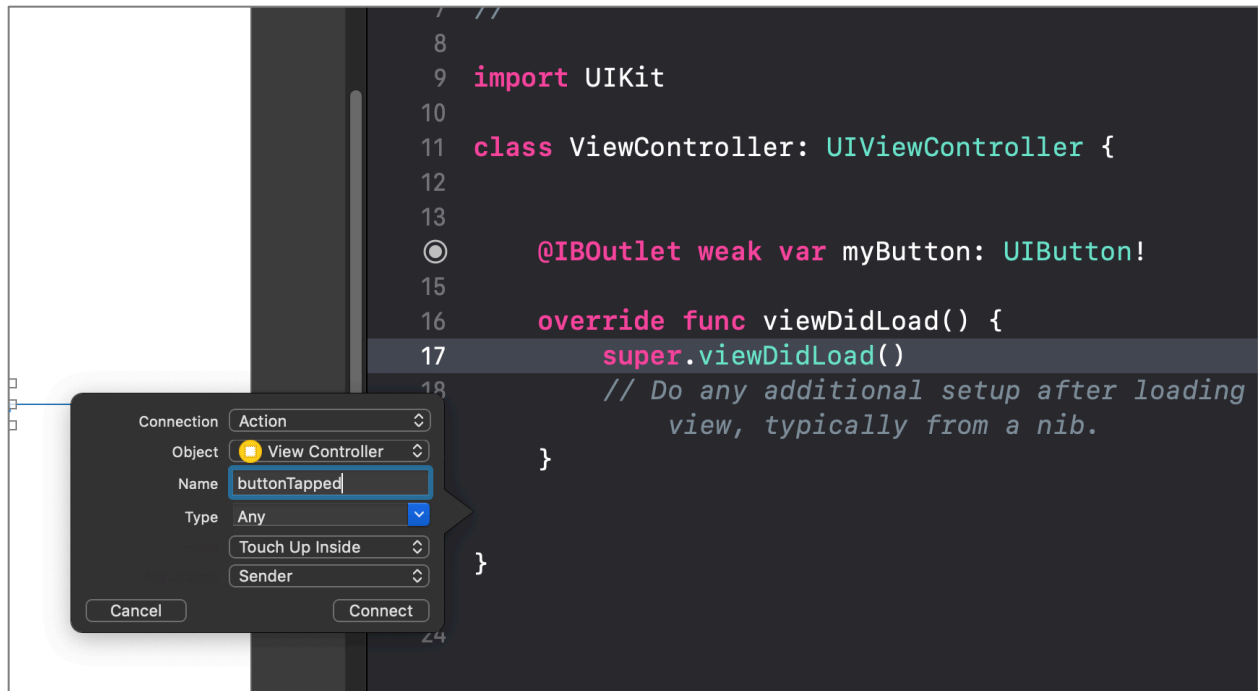 7 //
8
9 import UIKit
10
11 class ViewController: UIViewController {
12
13
@IBOutlet weak var myButton: UIButton!
15
16 override func viewDidLoad() {
17 super.viewDidLoad()
18 // Do any additional setup after loading
view, typically from a nib.
}
}
24
Connection Action
Object View Controller
Name buttonTapped
Type Any
Touch Up Inside
Sender
Cancel Connect